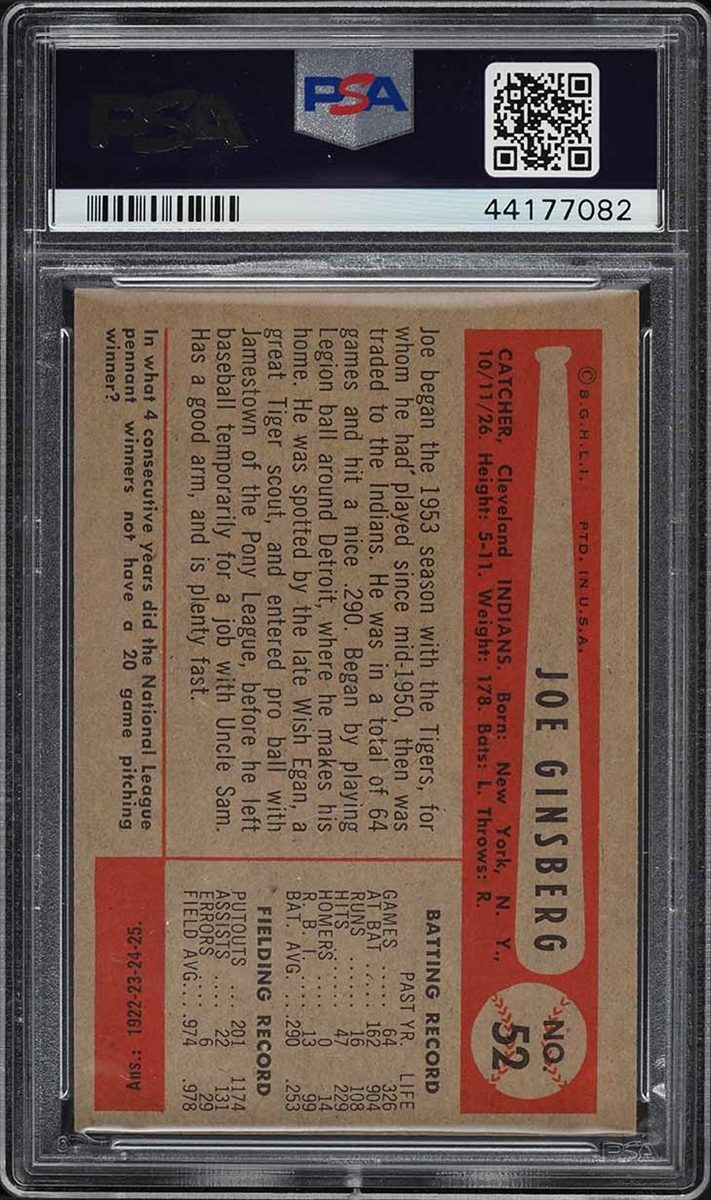 PSA
PSA
44177082
© B.G.H.L.I. PTD. IN U.S.A.
JOE GINSBERG
NO.
52
CATCHER, Cleveland INDIANS. Born: New York, N. Y.,
10/11/26. Height: 5-11. Weight: 178. Bats: L. Throws: R.
Joe began the 1953 season with the Tigers, for
whom he had played since mid-1950, then was
traded to the Indians. He was in a total of 64
games and hit a nice .290. Began by playing
Legion ball around Detroit, where he makes his
home. He was spotted by the late Wish Egan, a
great Tiger scout, and entered pro ball with
Jamestown of the Pony League, before he left
baseball temporarily for a job with Uncle Sam.
Has a good arm, and is plenty fast.
BATTING RECORD
PAST YR. LIFE
GAMES ..... 64 326
AT BAT .... 162 904
RUNS ...... 16 108
HITS ...... 47 229
HOMERS .... 0 14
R. B. I. ... 13 99
BAT. AVG. ... .290 .253
FIELDING RECORD
PUTOUTS ... 201 1174
ASSISTS .... 22 131
ERRORS .... 6 29
FIELD AVG. ... .974 .978
In what 4 consecutive years did the National League
pennant winners not have a 20 game pitching
winner?
Ans.: 1922-23-24-25.
PSA